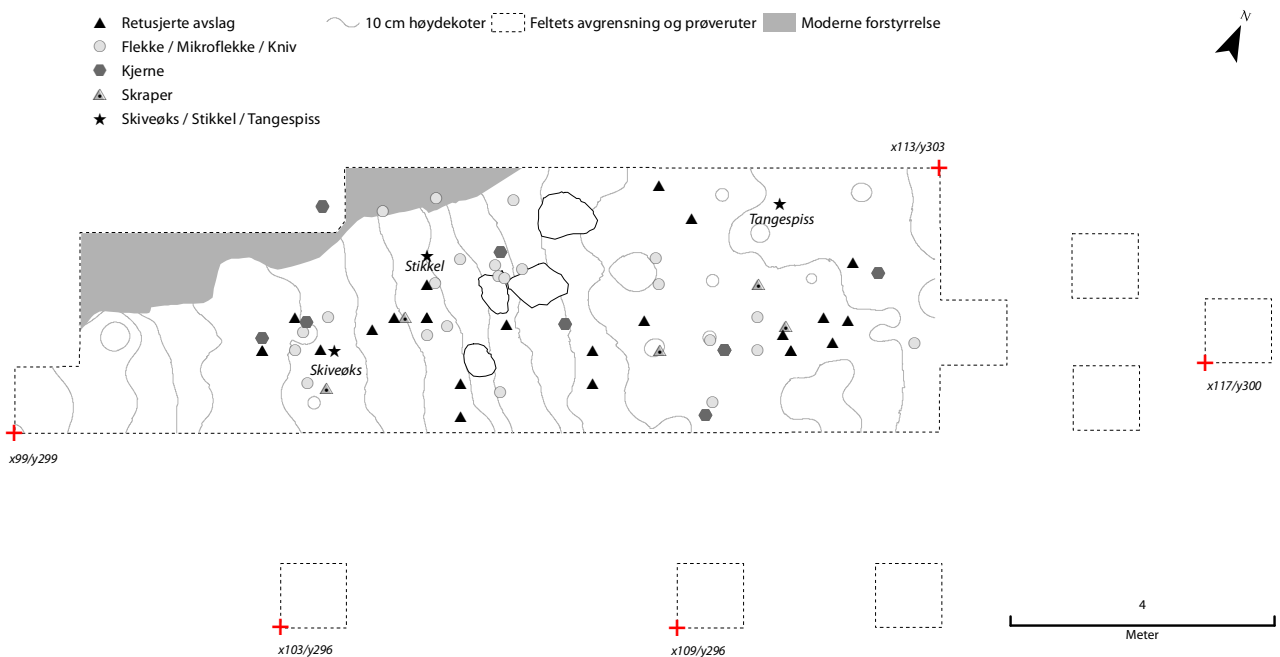 Retusjerte avslag
10 cm høydekoter
Feltets avgrensning og prøveruter
Moderne forstyrrelse
N
Flekke / Mikroflekke / Kniv
Kjerne
Skraper
Skiveøks / Stikkel / Tangespiss
x113/y303
Tangespiss
Stikkel
Skiveøks
x117/y300
x99/y299
4
Meter
x103/y296
x109/y296